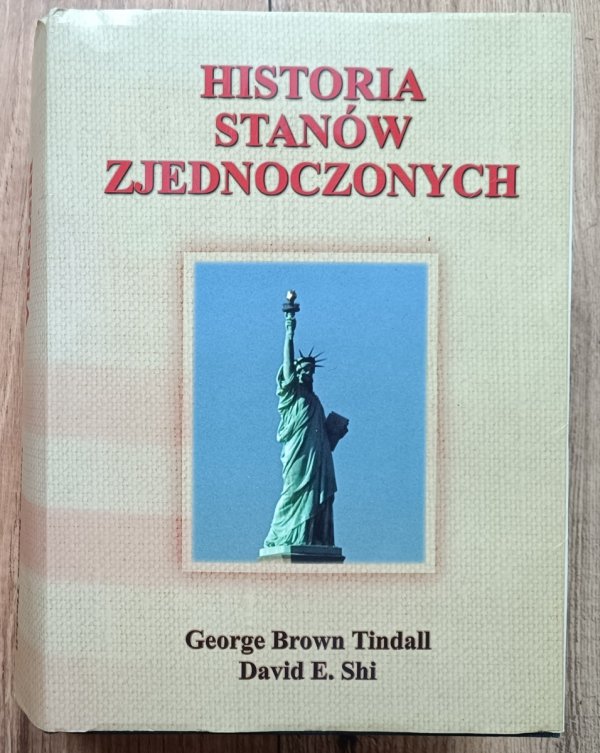 HISTORIA
STANÓW
ZJEDNOCZONYCH
George Brown Tindall
David E. Shi